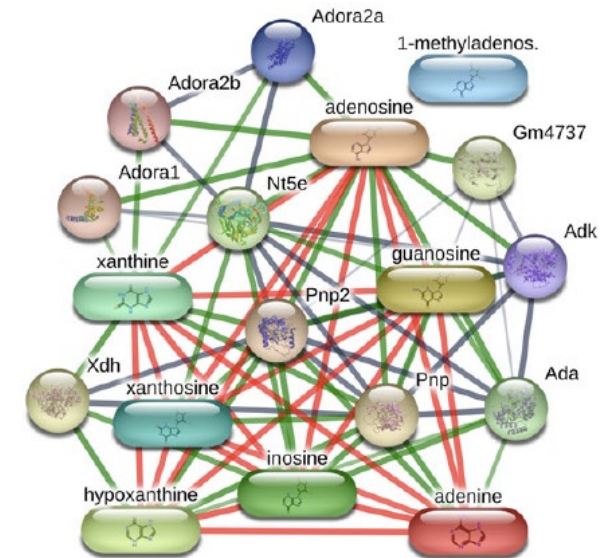 Adora2a
1-methyladenos.
Adora2b
adenosine
Gm4737
Adora1
Nt5e
Adk
xanthine
guanosine
Pnp2
Xdh
xanthosine
Pnp
Ada
inosine
hypoxanthine
adenine